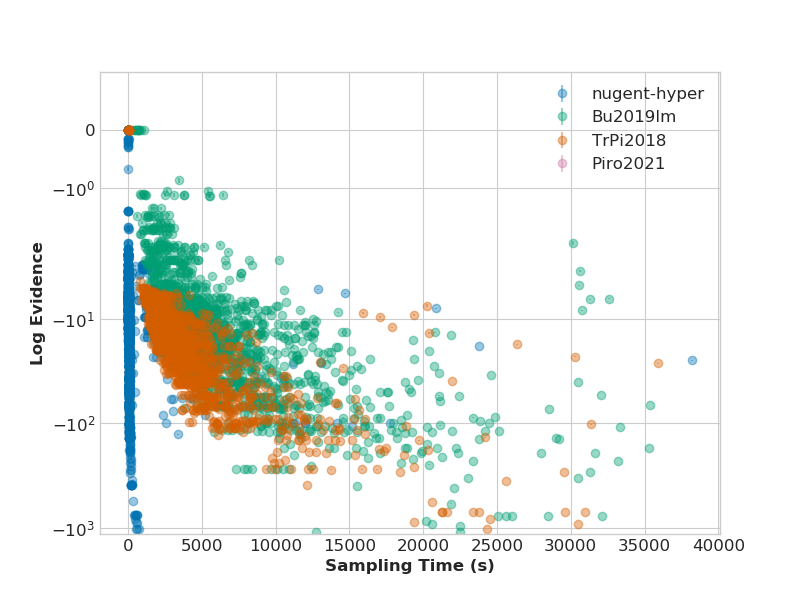 nugent-hyper
Bu2019lm
TrPi2018
Piro2021
0
−10⁰
−10¹
−10²
−10³
Log Evidence
0 5000 10000 15000 20000 25000 30000 35000 40000
Sampling Time (s)